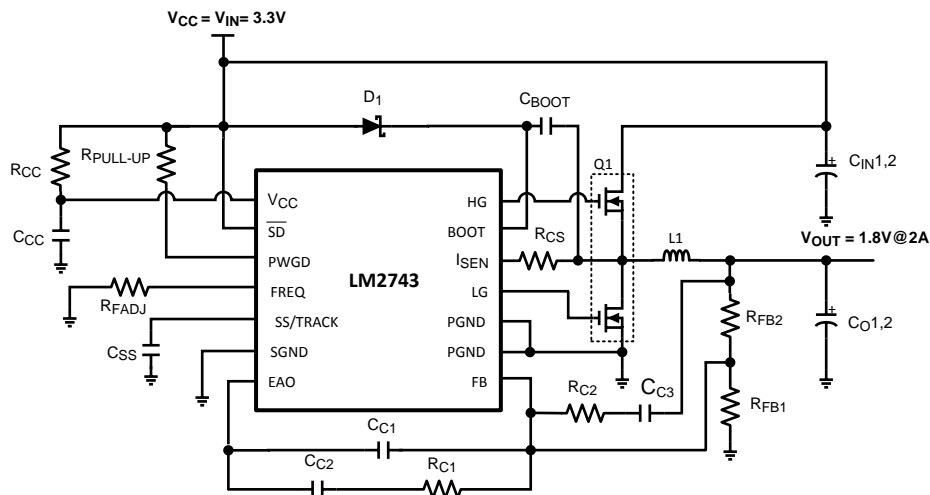 VCC = VIN= 3.3V
D1
CBOOT
RCC
RPULL-UP
Q1
CIN1,2
+
VCC
HG
CCC
SD
BOOT
RCS
VOUT = 1.8V@2A
L1
PWGD
ISEN
LM2743
FREQ
LG
RFADJ
RFB2
+
CO1,2
SS/TRACK
PGND
CSS
SGND
PGND
RC2
CC3
EAO
FB
RFB1
CC1
CC2
RC1